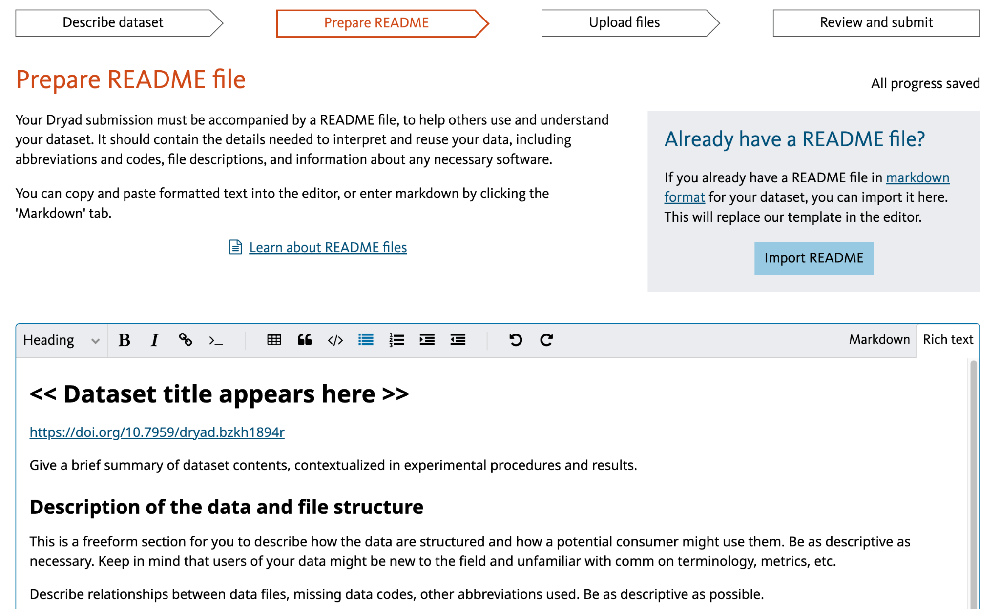 Describe dataset
Prepare README
Upload files
Review and submit
Prepare README file
All progress saved
Your Dryad submission must be accompanied by a README file, to help others use and understand
your dataset. It should contain the details needed to interpret and reuse your data, including
abbreviations and codes, file descriptions, and information about any necessary software.
You can copy and paste formatted text into the editor, or enter markdown by clicking the
'Markdown' tab.
Learn about README files
Already have a README file?
If you already have a README file in markdown
format for your dataset, you can import it here.
This will replace our template in the editor.
Import README
Heading
Markdown
Rich text
<< Dataset title appears here >>
https://doi.org/10.7959/dryad.bzkh1894r
Give a brief summary of dataset contents, contextualized in experimental procedures and results.
Description of the data and file structure
This is a freeform section for you to describe how the data are structured and how a potential consumer might use them. Be as descriptive as
necessary. Keep in mind that users of your data might be new to the field and unfamiliar with comm on terminology, metrics, etc.
Describe relationships between data files, missing data codes, other abbreviations used. Be as descriptive as possible.